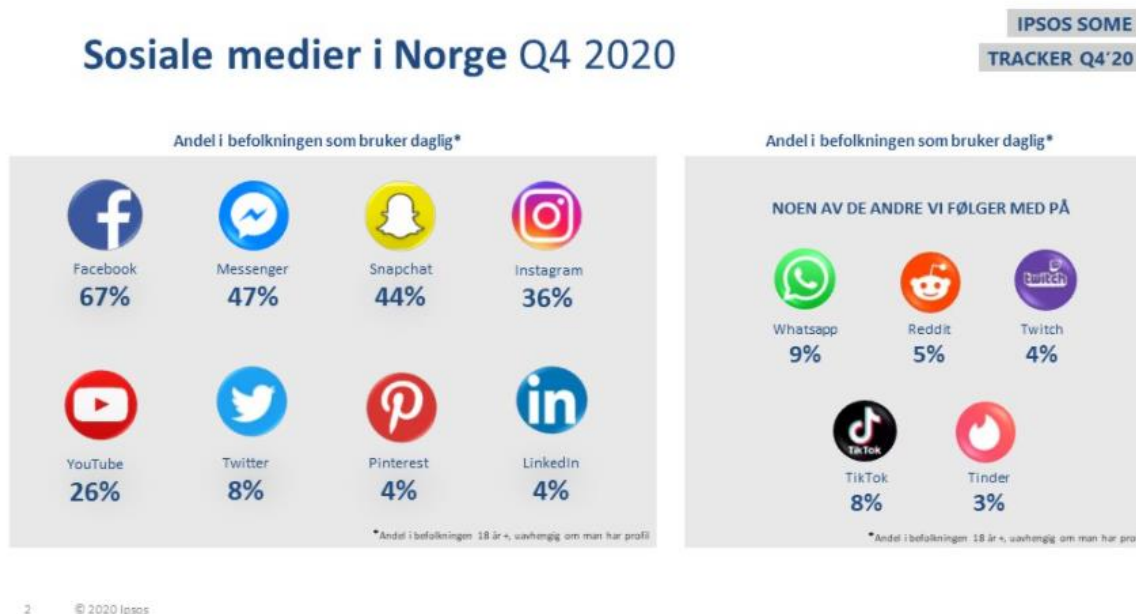 IPSOS SOME
TRACKER Q4'20
Sosiale medier i Norge Q4 2020
Andel i befolkningen som bruker daglig*
Facebook
67%
Messenger
47%
Snapchat
44%
Instagram
36%
YouTube
26%
Twitter
8%
Pinterest
4%
LinkedIn
4%
*Andel i befolkningen 18 år +, uavhengig om man har profil
Andel i befolkningen som bruker daglig*
NOEN AV DE ANDRE VI FØLGER MED PÅ
Whatsapp
9%
Reddit
5%
twitch
Twitch
4%
TikTok
TikTok
8%
Tinder
3%
*Andel i befolkningen 18 år +, uavhengig om man har pro
2 © 2020 Ipsos